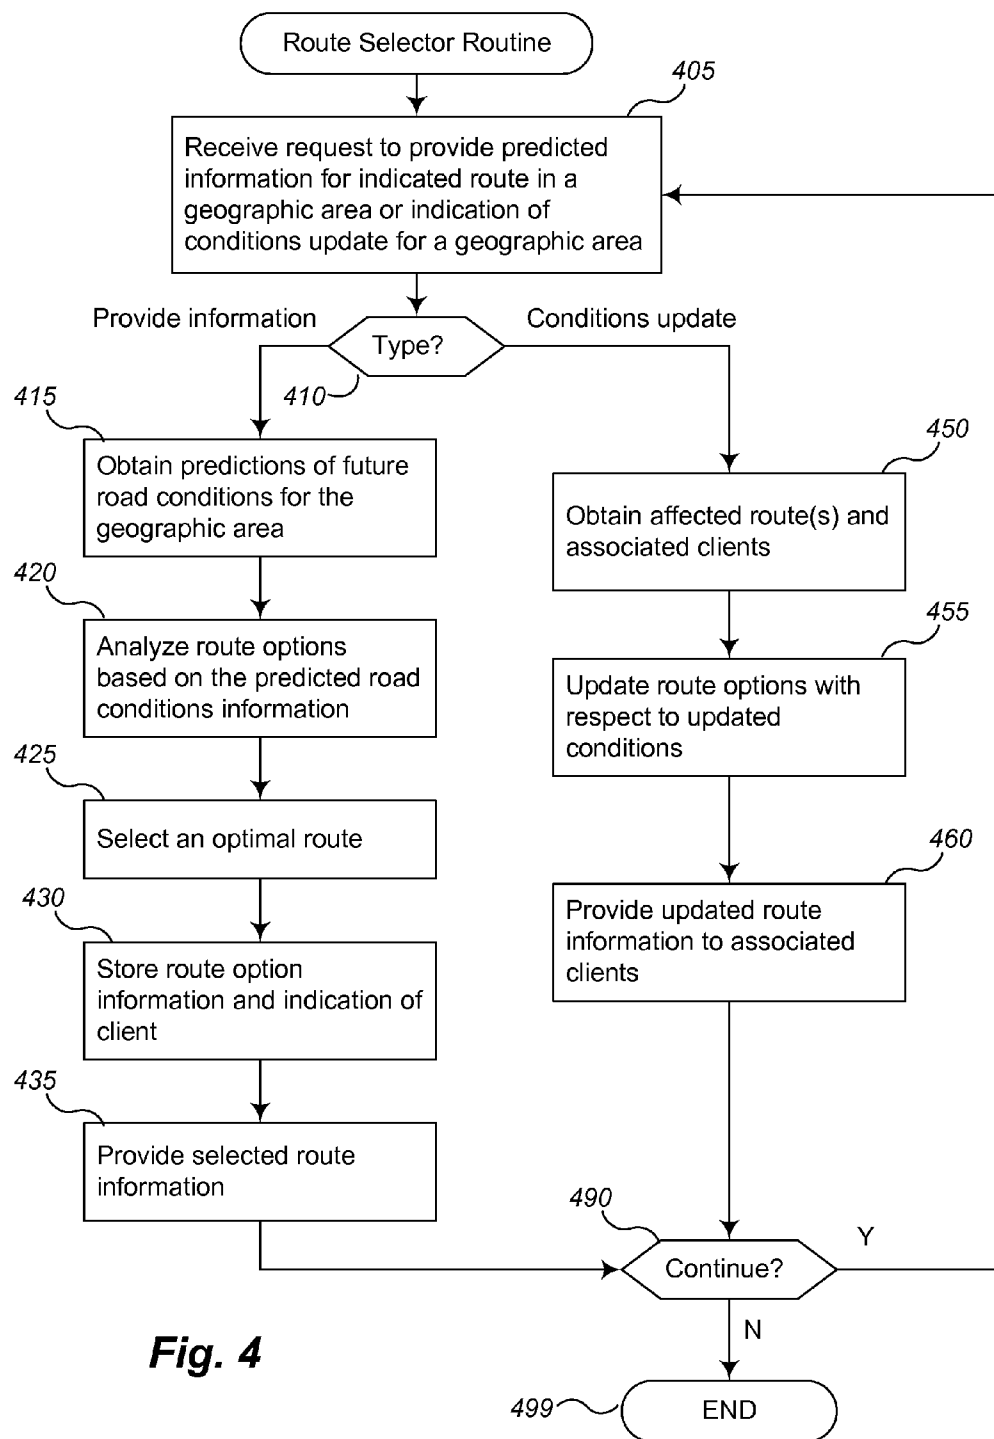 Route Selector Routine
405
Receive request to provide predicted
information for indicated route in a
geographic area or indication of
conditions update for a geographic area
Provide information
Conditions update
Type?
410
415
Obtain predictions of future
road conditions for the
geographic area
420
Analyze route options
based on the predicted road
conditions information
425
Select an optimal route
430
Store route option
information and indication of
client
435
Provide selected route
information
450
Obtain affected route(s) and
associated clients
455
Update route options with
respect to updated
conditions
460
Provide updated route
information to associated
clients
490
Continue?
Y
N
499
END
Fig. 4